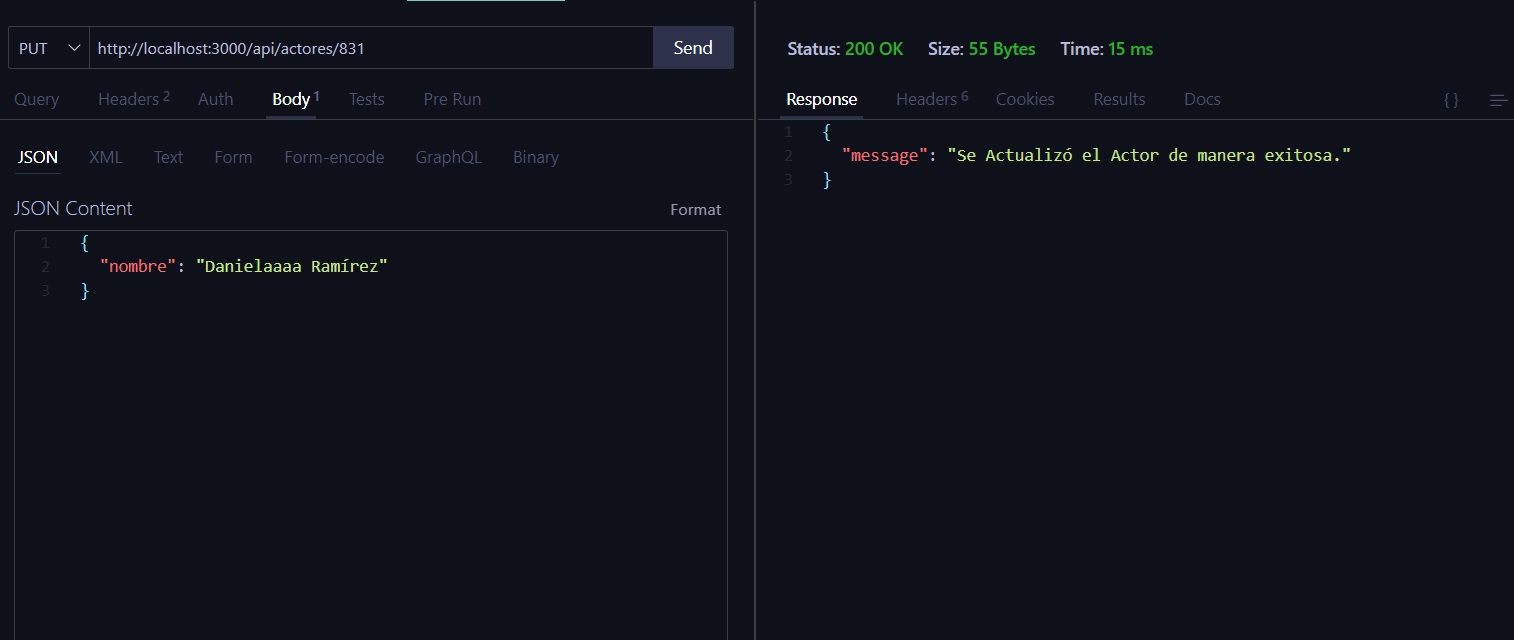 PUT http://localhost:3000/api/actores/831 Send
Query Headers 2 Auth Body 1 Tests Pre Run
JSON XML Text Form Form-encode GraphQL Binary
JSON Content Format
1 {
2 "nombre": "Danielaaaa Ramírez"
3 }
Status: 200 OK Size: 55 Bytes Time: 15 ms
Response Headers 6 Cookies Results Docs { }
1 {
2 "message": "Se Actualizó el Actor de manera exitosa."
3 }